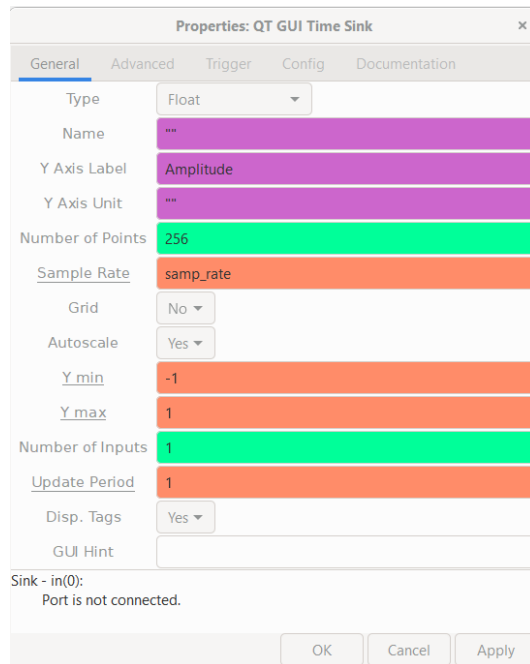 Properties: QT GUI Time Sink ×
General Advanced Trigger Config Documentation
Type Float
Name ""
Y Axis Label Amplitude
Y Axis Unit ""
Number of Points 256
Sample Rate samp_rate
Grid No
Autoscale Yes
Y min -1
Y max 1
Number of Inputs 1
Update Period 1
Disp. Tags Yes
GUI Hint
Sink - in(0):
Port is not connected.
OK Cancel Apply